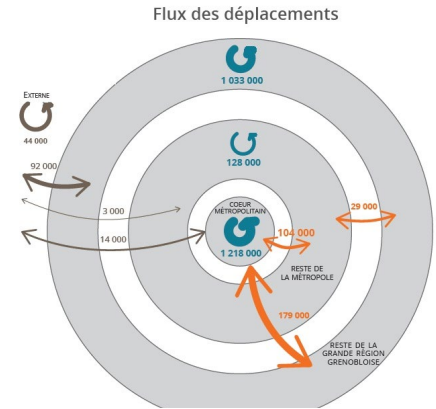 Flux des déplacements
1 033 000
EXTERNE
44 000
92 000
128 000
3 000
14 000
COEUR
MÉTROPOLITAIN
1 218 000
104 000
29 000
RESTE DE
LA MÉTROPOLE
179 000
RESTE DE LA
GRANDE RÉGION
GRENOBLOISE